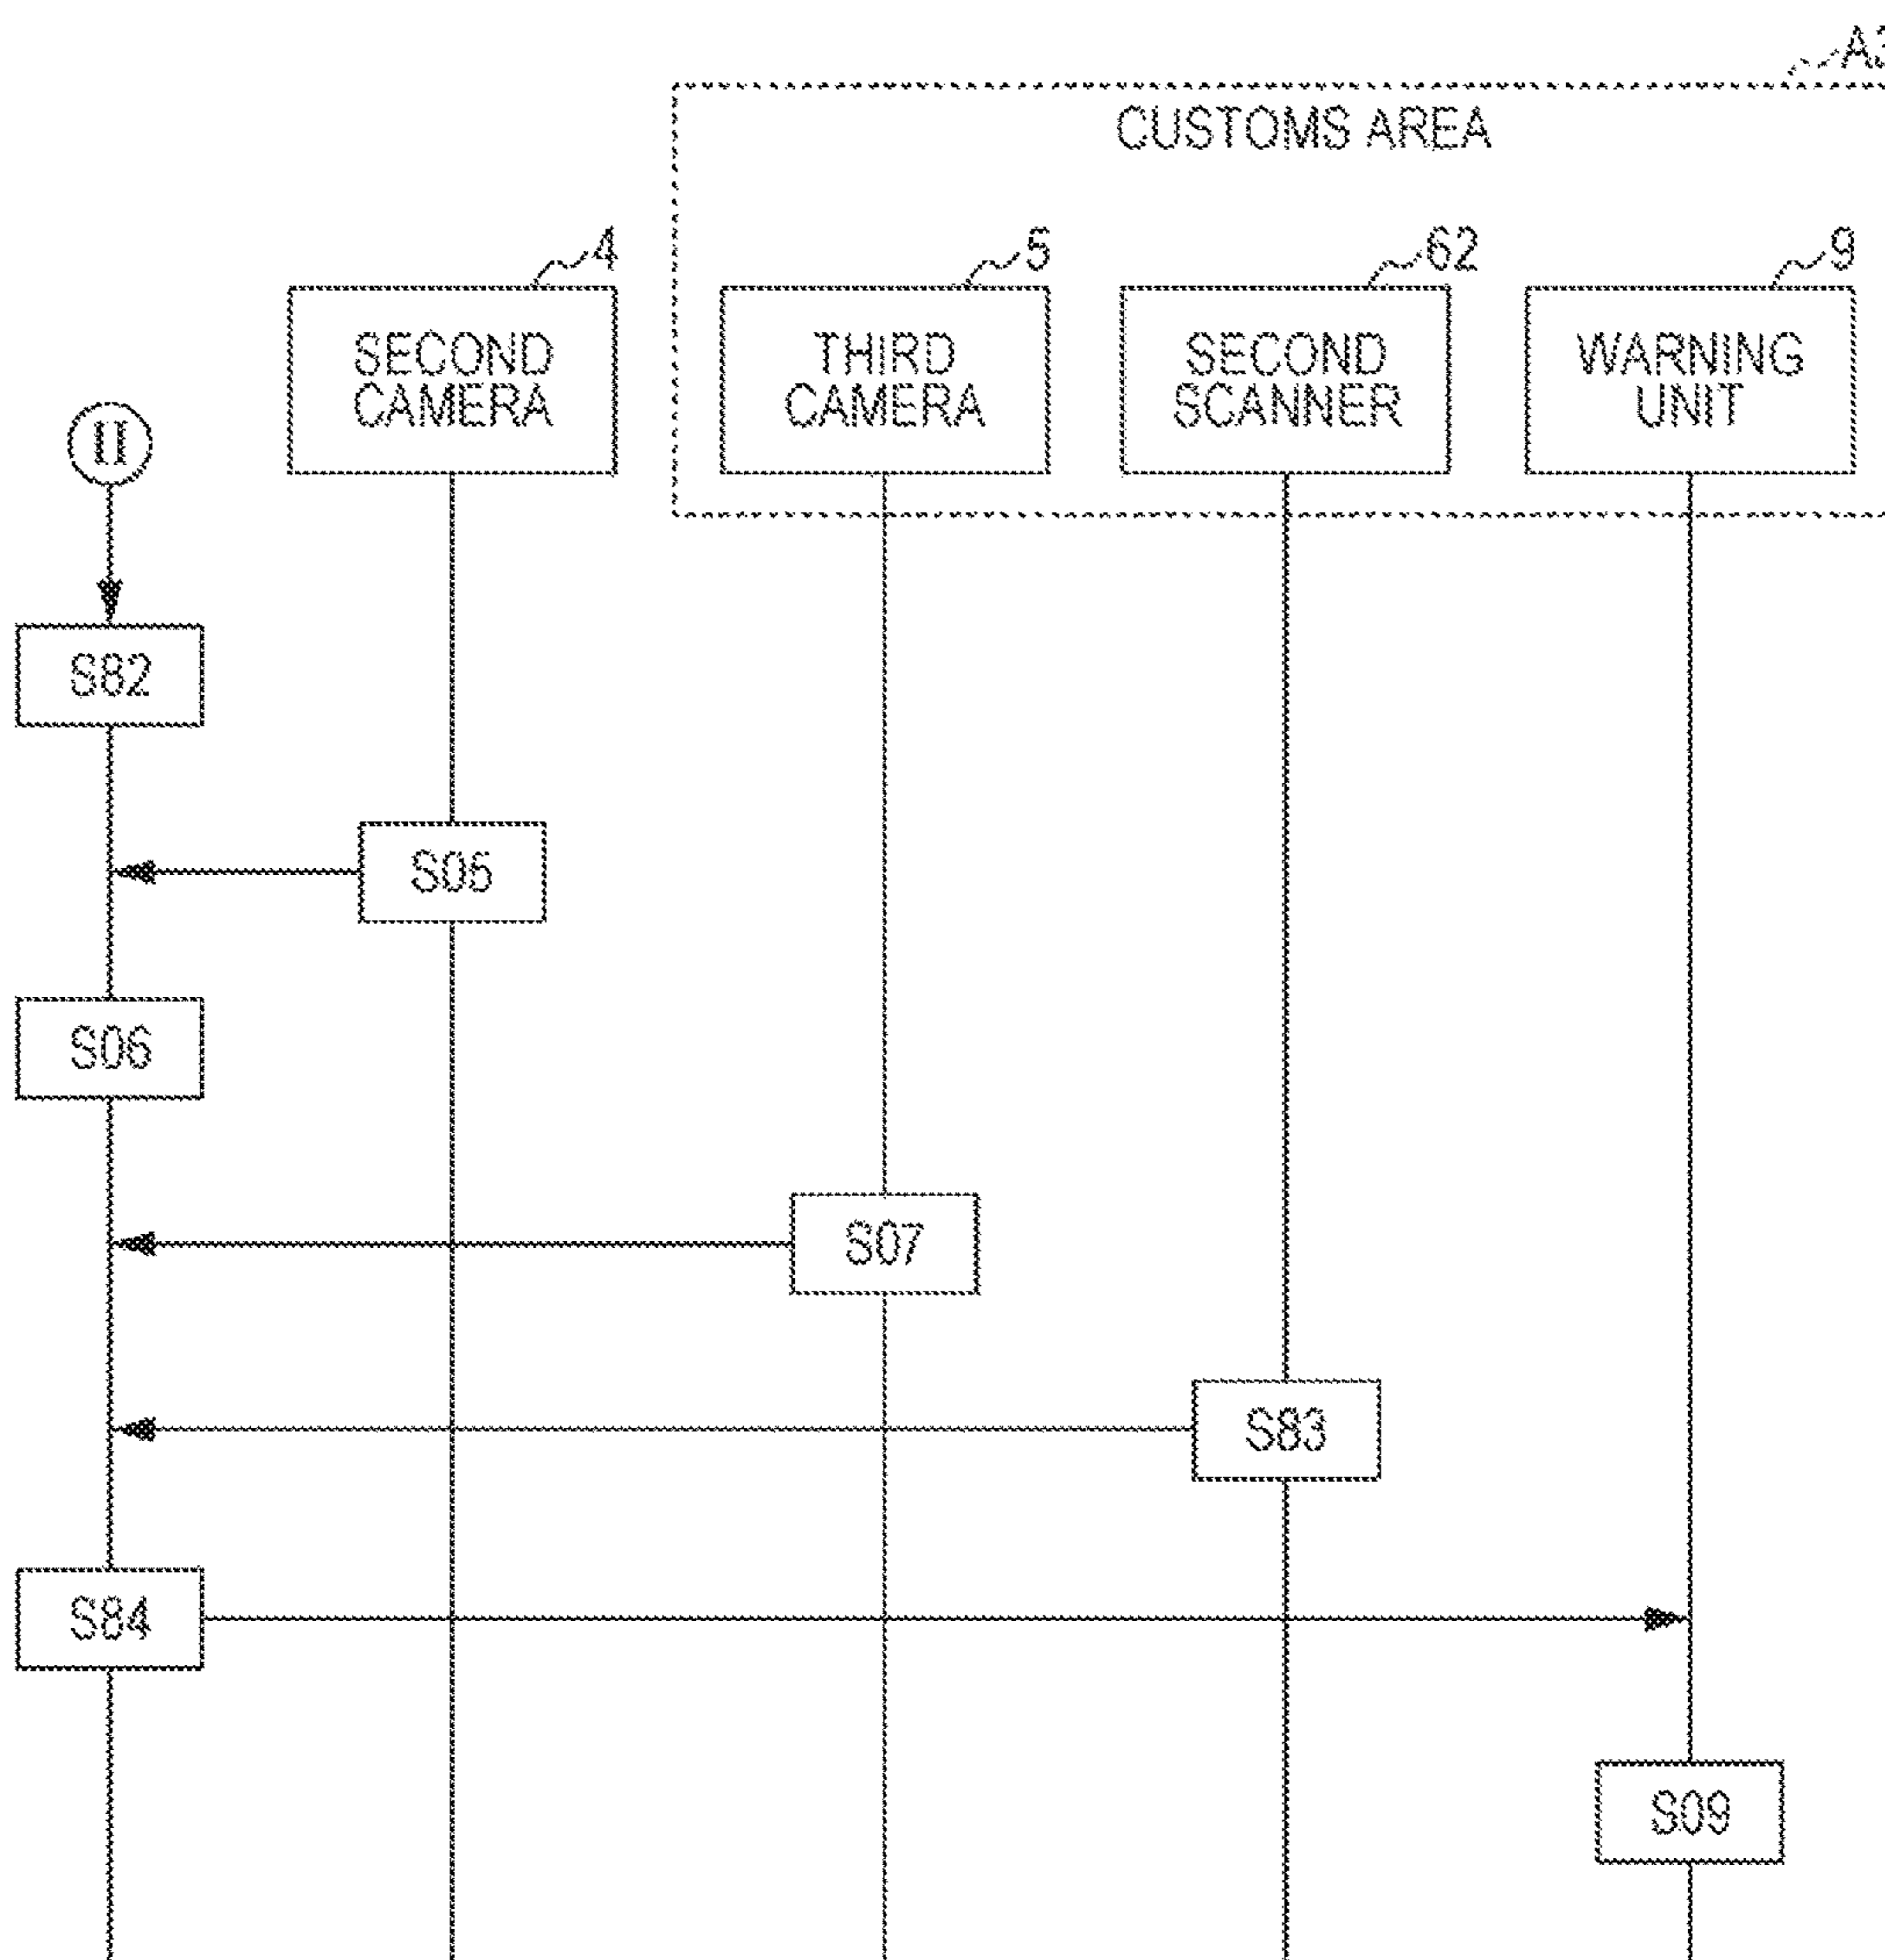 A3
CUSTOMS AREA
4
5
62
9
SECOND
CAMERA
THIRD
CAMERA
SECOND
SCANNER
WARNING
UNIT
II
S82
S05
S06
S07
S83
S84
S09